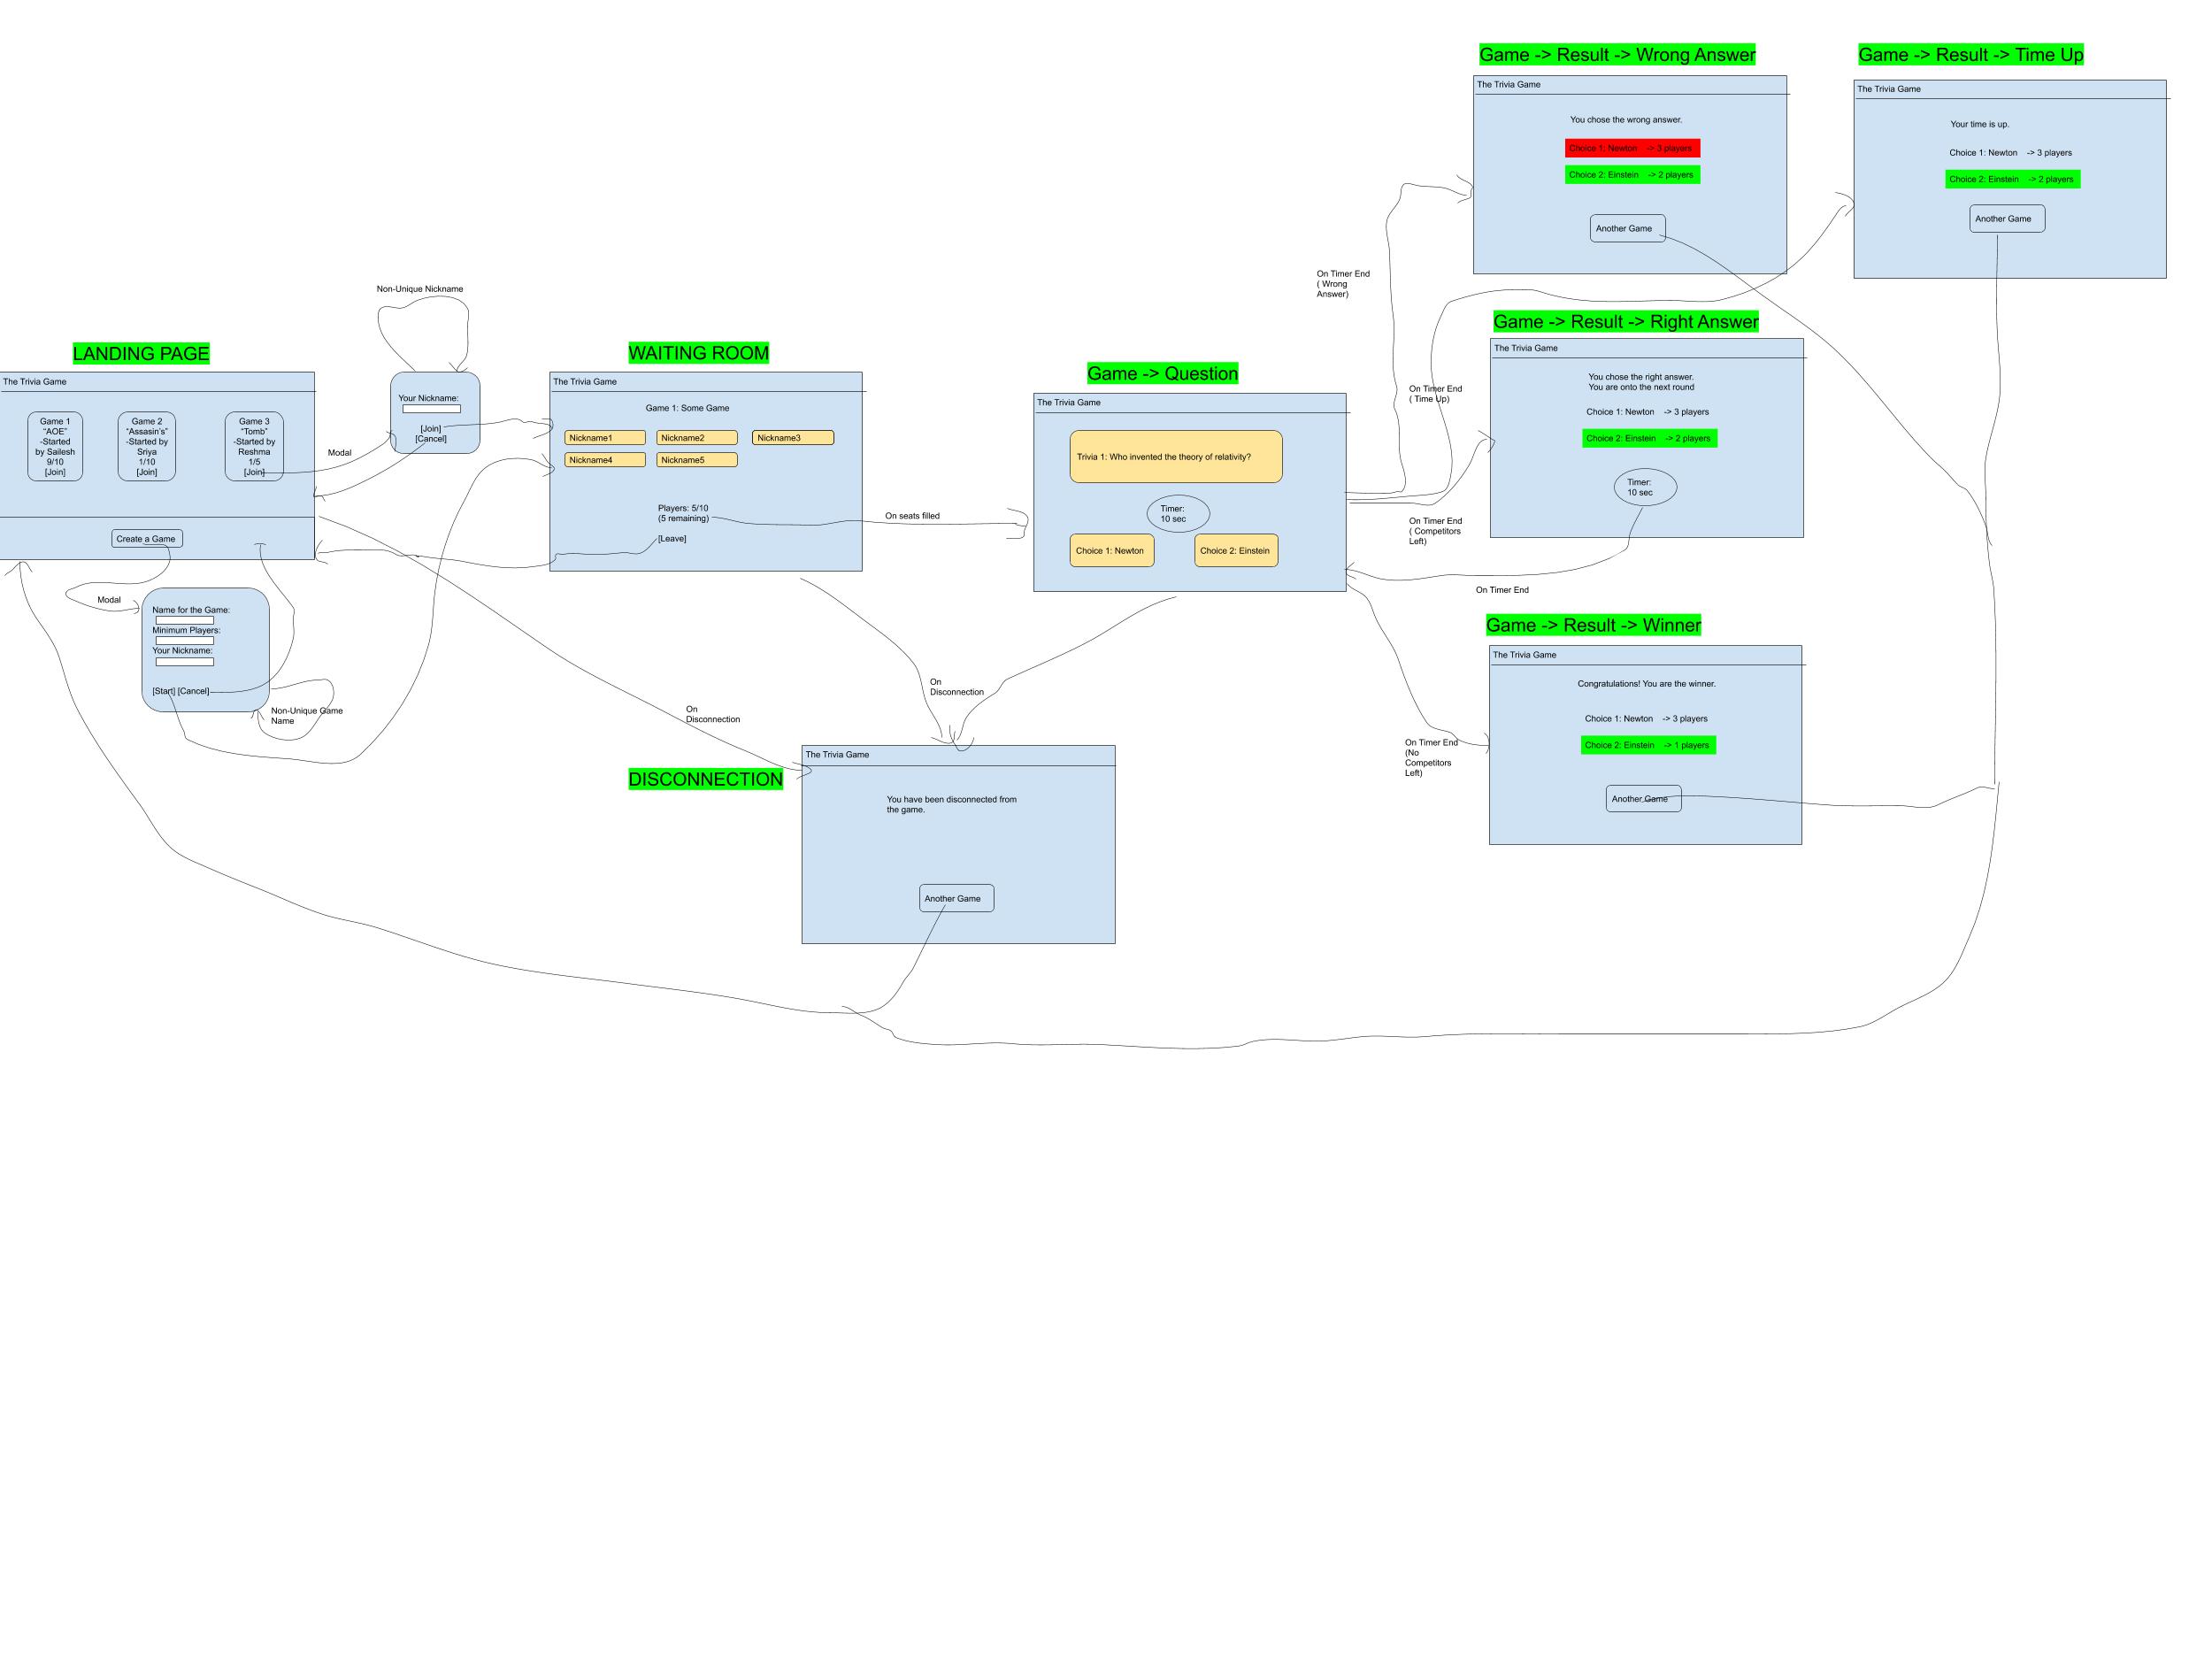 Game -> Result -> Wrong Answer
The Trivia Game
You chose the wrong answer.
Choice 1: Newton -> 3 players
Choice 2: Einstein -> 2 players
Another Game
Game -> Result -> Time Up
The Trivia Game
Your time is up.
Choice 1: Newton -> 3 players
Choice 2: Einstein -> 2 players
Another Game
On Timer End
( Wrong
Answer)
Non-Unique Nickname
LANDING PAGE
The Trivia Game
Game 1
“AOE”
-Started
by Sailesh
9/10
[Join]
Game 2
“Assasin’s”
-Started by
Sriya
1/10
[Join]
Game 3
“Tomb”
-Started by
Reshma
1/5
[Join]
Create a Game
Modal
Your Nickname:
[Join]
[Cancel]
Modal
Name for the Game:
Minimum Players:
Your Nickname:
[Start] [Cancel]
Non-Unique Game
Name
WAITING ROOM
The Trivia Game
Game 1: Some Game
Nickname1
Nickname2
Nickname3
Nickname4
Nickname5
Players: 5/10
(5 remaining)
[Leave]
On seats filled
Game -> Question
The Trivia Game
Trivia 1: Who invented the theory of relativity?
Timer:
10 sec
Choice 1: Newton
Choice 2: Einstein
On Timer End
( Time Up)
On Timer End
( Competitors
Left)
Game -> Result -> Right Answer
The Trivia Game
You chose the right answer.
You are onto the next round
Choice 1: Newton -> 3 players
Choice 2: Einstein -> 2 players
Timer:
10 sec
On Timer End
Game -> Result -> Winner
The Trivia Game
Congratulations! You are the winner.
Choice 1: Newton -> 3 players
Choice 2: Einstein -> 1 players
Another Game
On Timer End
(No
Competitors
Left)
On
Disconnection
On
Disconnection
DISCONNECTION
The Trivia Game
You have been disconnected from
the game.
Another Game